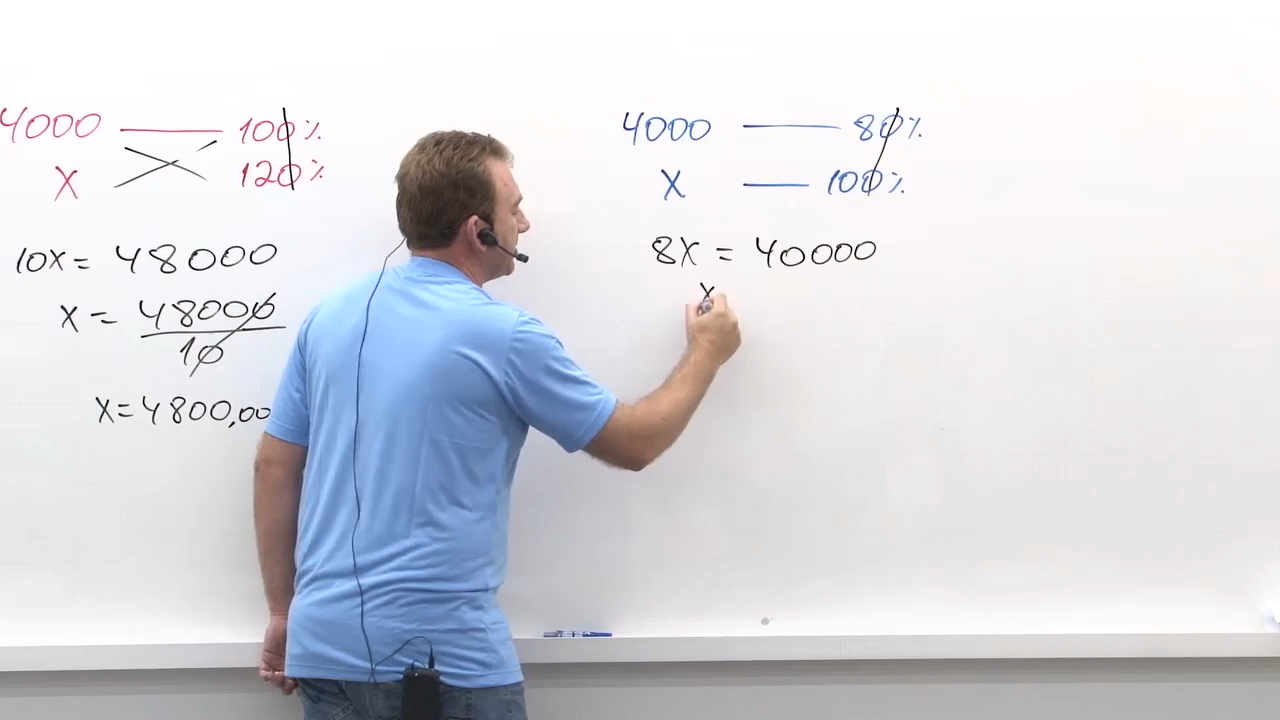 4000 — 100%
X — 120%
10X = 48000
X = 48000
10
X = 4800,00
4000 — 80%
X — 100%
8X = 40000
X